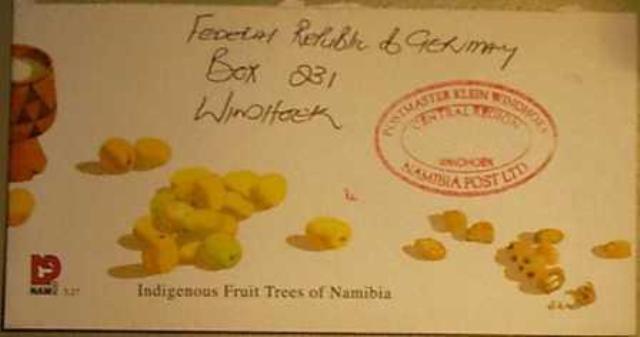 Federal Republic of Germany
Box 231
Windhoek
POSTMASTER KLEIN WINDHOEK
CENTRAL REGION
WINDHOEK
NAMIBIA POST LTD
Indigenous Fruit Trees of Namibia